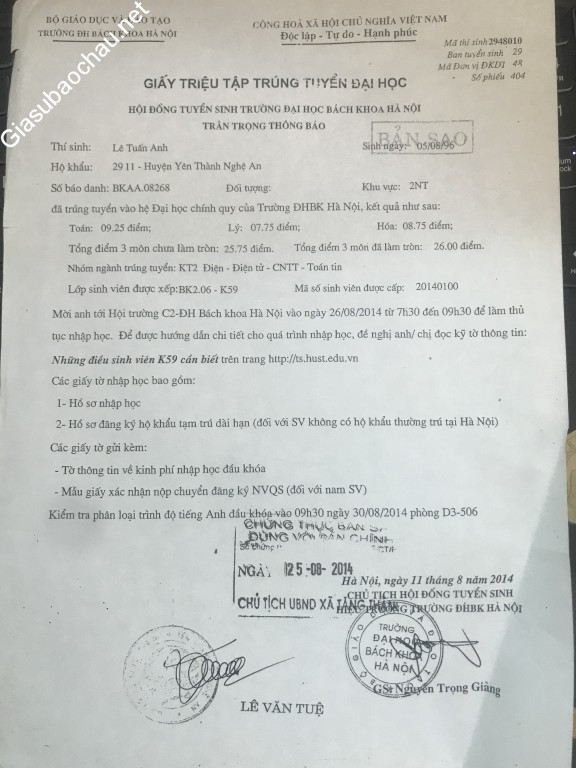 BỘ GIÁO DỤC VÀ ĐÀO TẠO
TRƯỜNG ĐH BÁCH KHOA HÀ NỘI
CỘNG HOÀ XÃ HỘI CHỦ NGHĨA VIỆT NAM
Độc lập - Tự do - Hạnh phúc
Mã thí sinh 2948010
Ban tuyển sinh 29
Mã Đơn vị ĐKDT 48
Số phiếu 404
Giasubaochau.net
GIẤY TRIỆU TẬP TRÚNG TUYỂN ĐẠI HỌC
HỘI ĐỒNG TUYỂN SINH TRƯỜNG ĐẠI HỌC BÁCH KHOA HÀ NỘI
TRÂN TRỌNG THÔNG BÁO
BẢN SAO
Thí sinh: Lê Tuấn Anh Sinh ngày: 05/08/96
Hộ khẩu: 29 11 - Huyện Yên Thành Nghệ An
Số báo danh: BKAA.08268 Đối tượng: Khu vực: 2NT
đã trúng tuyển vào hệ Đại học chính quy của Trường ĐHBK Hà Nội, kết quả như sau:
Toán: 09.25 điểm; Lý: 07.75 điểm; Hóa: 08.75 điểm;
Tổng điểm 3 môn chưa làm tròn: 25.75 điểm. Tổng điểm 3 môn đã làm tròn: 26.00 điểm.
Nhóm ngành trúng tuyển: KT2 Điện - Điện tử - CNTT - Toán tin
Lớp sinh viên được xếp: BK2.06 - K59 Mã số sinh viên được cấp: 20140100
Mời anh tới Hội trường C2-ĐH Bách khoa Hà Nội vào ngày 26/08/2014 từ 7h30 đến 09h30 để làm thủ
tục nhập học. Để được hướng dẫn chi tiết cho quá trình nhập học, đề nghị anh/ chị đọc kỹ tờ thông tin:
Những điều sinh viên K59 cần biết trên trang http://ts.hust.edu.vn
Các giấy tờ nhập học bao gồm:
1- Hồ sơ nhập học
2- Hồ sơ đăng ký hộ khẩu tạm trú dài hạn (đối với SV không có hộ khẩu thường trú tại Hà Nội)
Các giấy tờ gửi kèm:
- Tờ thông tin về kinh phí nhập học đầu khóa
- Mẫu giấy xác nhận nộp chuyển đăng ký NVQS (đối với nam SV)
Kiểm tra phân loại trình độ tiếng Anh đầu khóa vào 09h30 ngày 30/08/2014 phòng D3-506
CHỨNG THỰC BẢN
ĐÚNG VỚI BẢN CHÍNH
NGÀY 25-08-2014
CHỦ TỊCH UBND XÃ
Hà Nội, ngày 11 tháng 8 năm 2014
CHỦ TỊCH HỘI ĐỒNG TUYỂN SINH
HIỆU TRƯỞNG TRƯỜNG ĐHBK HÀ NỘI
TRƯỜNG
ĐẠI HỌC
BÁCH KHOA
HÀ NỘI
GS. Nguyễn Trọng Giảng
LÊ VĂN TUỆ